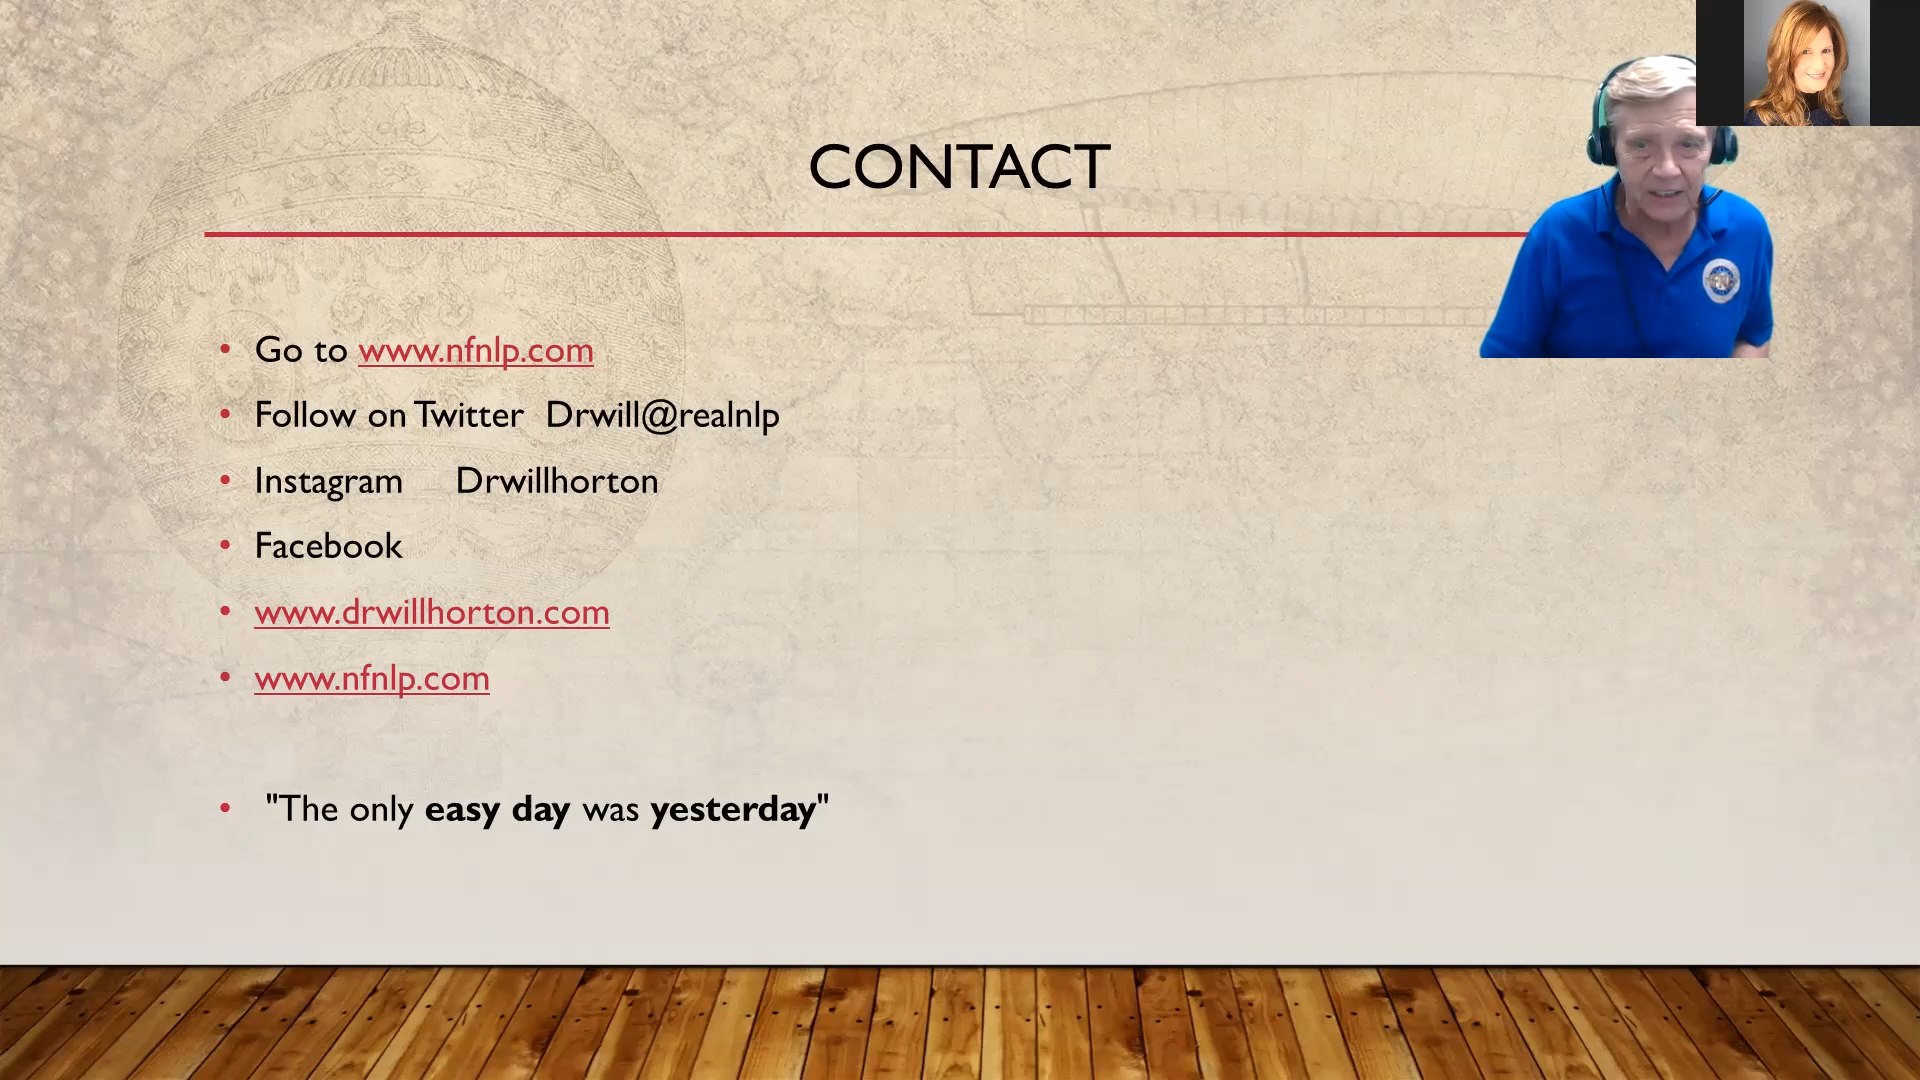 CONTACT
Go to www.nfnlp.com
Follow on Twitter Drwill@realnlp
Instagram Drwillhorton
Facebook
www.drwillhorton.com
www.nfnlp.com
"The only easy day was yesterday"